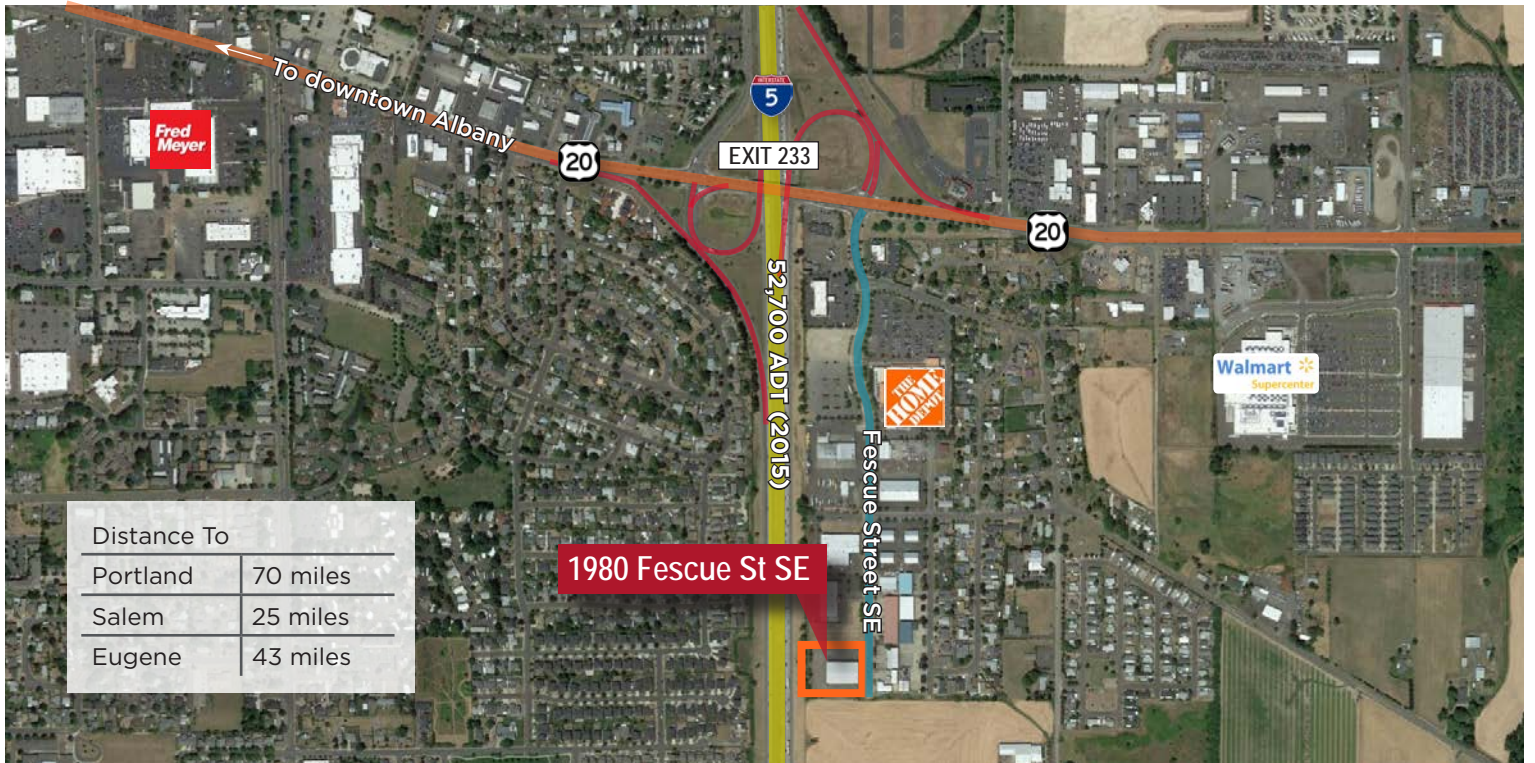 To downtown Albany
Fred
Meyer
INTERSTATE
5
20
EXIT 233
20
52,700 ADT (2015)
THE
HOME
DEPOT
Walmart
Supercenter
Fescue Street SE
1980 Fescue St SE
Distance To
Portland 70 miles
Salem 25 miles
Eugene 43 miles